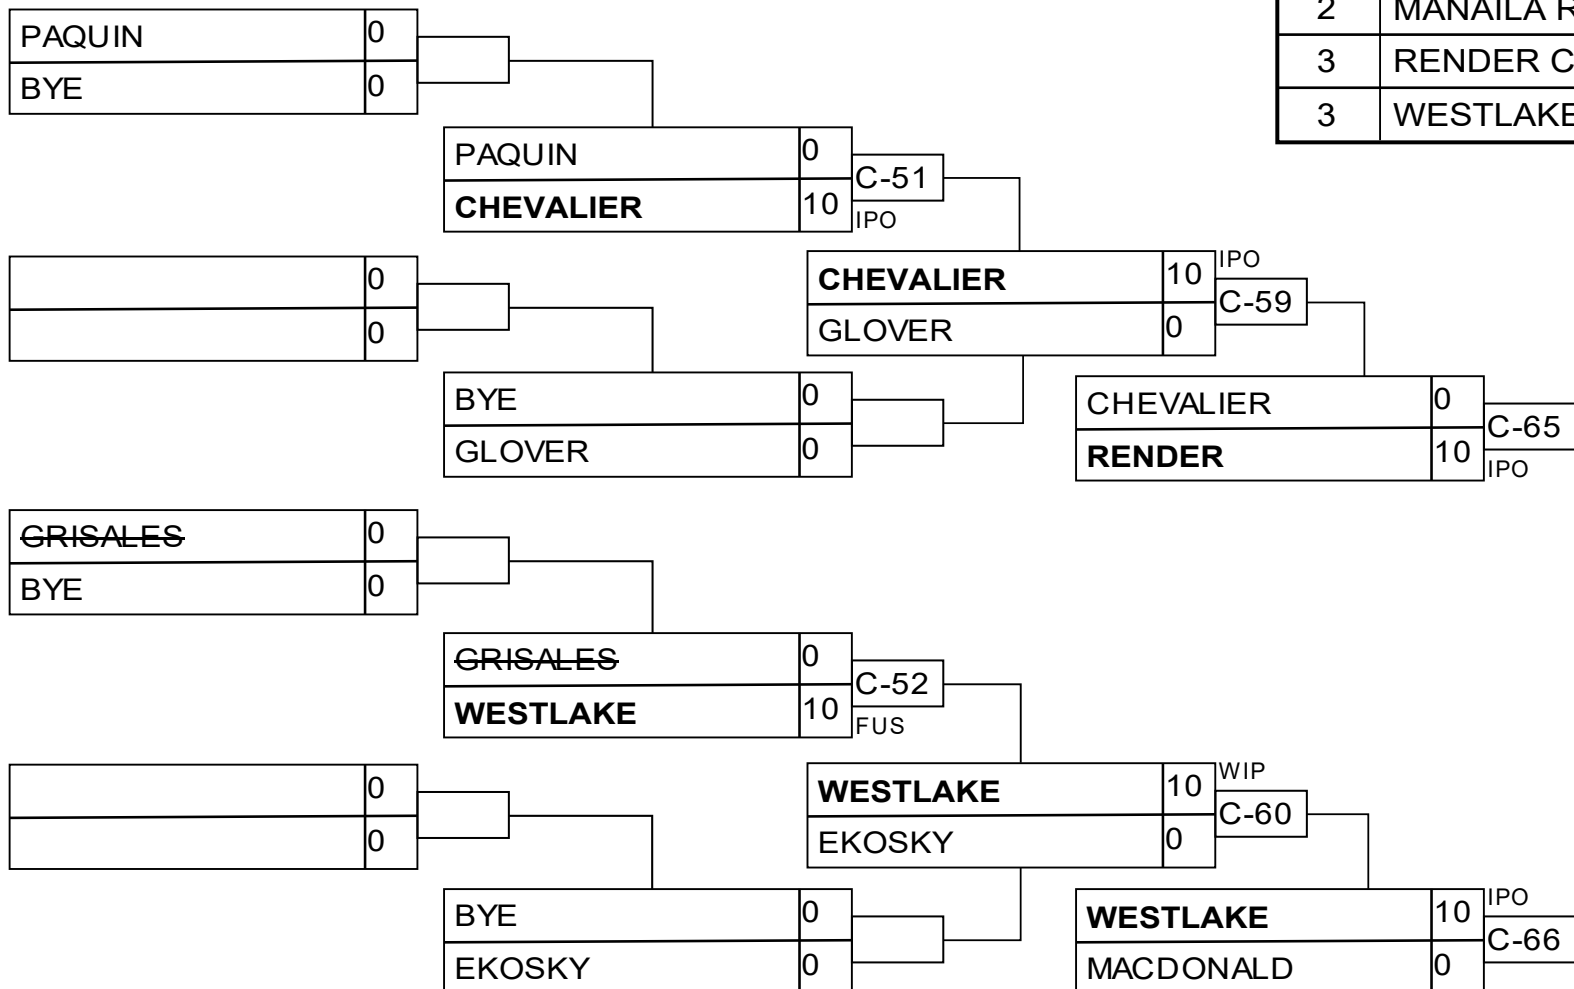 2 MANAILA R
3 RENDER C
3 WESTLAKE
PAQUIN 0
BYE 0
PAQUIN 0
CHEVALIER 10
C-51
IPO
0
0
CHEVALIER 10
GLOVER 0
IPO
C-59
BYE 0
GLOVER 0
CHEVALIER 0
RENDER 10
C-65
IPO
GRISALES 0
BYE 0
GRISALES 0
WESTLAKE 10
C-52
FUS
0
0
WESTLAKE 10
EKOSKY 0
WIP
C-60
BYE 0
EKOSKY 0
WESTLAKE 10
MACDONALD 0
IPO
C-66